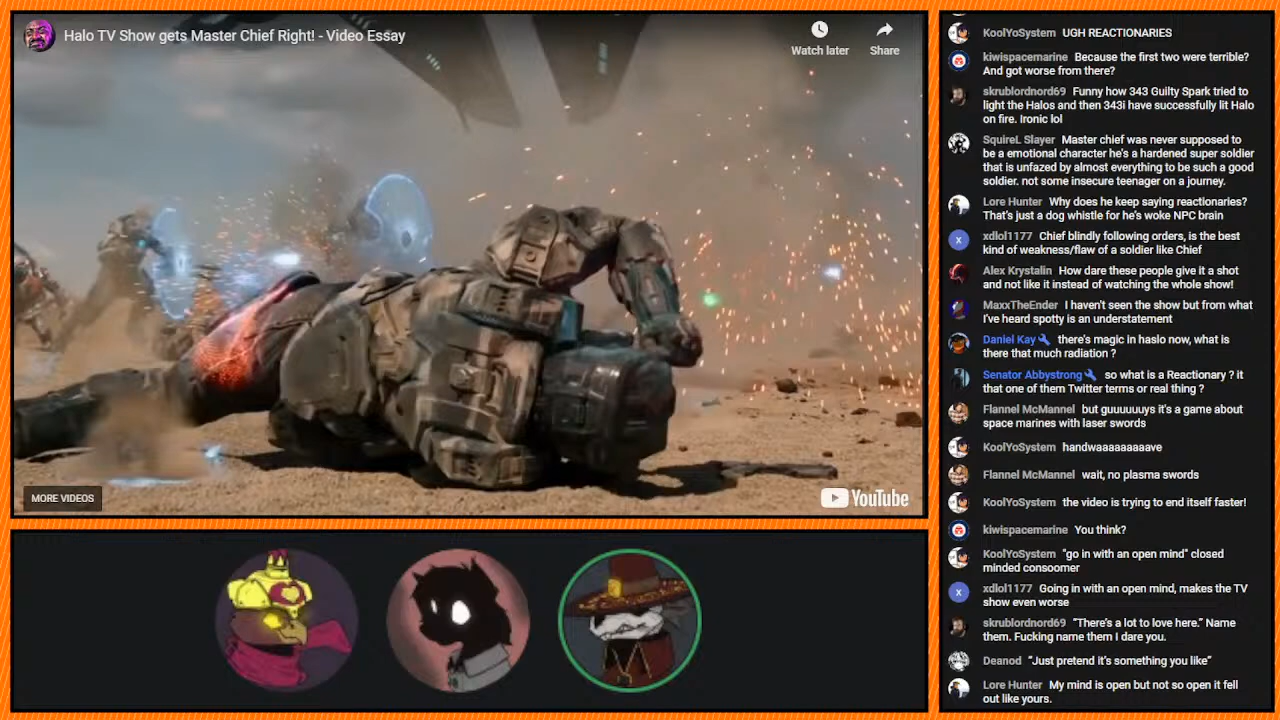 Halo TV Show gets Master Chief Right! - Video Essay
Watch later
Share
MORE VIDEOS
YouTube
KoolYoSystem UGH REACTIONARIES
kiwispacemarine Because the first two were terrible?
And got worse from there?
skrublordnord69 Funny how 343 Guilty Spark tried to
light the Halos and then 343i have successfully lit Halo
on fire. Ironic lol
SquireL Slayer Master chief was never supposed to
be a emotional character he's a hardened super soldier
that is unfazed by almost everything to be such a good
soldier. not some insecure teenager on a journey.
Lore Hunter Why does he keep saying reactionaries?
That's just a dog whistle for he's woke NPC brain
X
xdlol1177 Chief blindly following orders, is the best
kind of weakness/flaw of a soldier like Chief
Alex Krystalin How dare these people give it a shot
and not like it instead of watching the whole show!
MaxxTheEnder I haven't seen the show but from what
I've heard spotty is an understatement
Daniel Kay there's magic in haslo now, what is
there that much radiation ?
Senator Abbystrong so what is a Reactionary ? it
that one of them Twitter terms or real thing ?
Flannel McMannel but guuuuuuys it's a game about
space marines with laser swords
KoolYoSystem handwaaaaaaaaave
Flannel McMannel wait, no plasma swords
KoolYoSystem the video is trying to end itself faster!
kiwispacemarine You think?
KoolYoSystem "go in with an open mind" closed
minded consoomer
X
xdlol1177 Going in with an open mind, makes the TV
show even worse
skrublordnord69 "There's a lot to love here." Name
them. Fucking name them I dare you.
Deanod "Just pretend it's something you like"
Lore Hunter My mind is open but not so open it fell
out like yours.